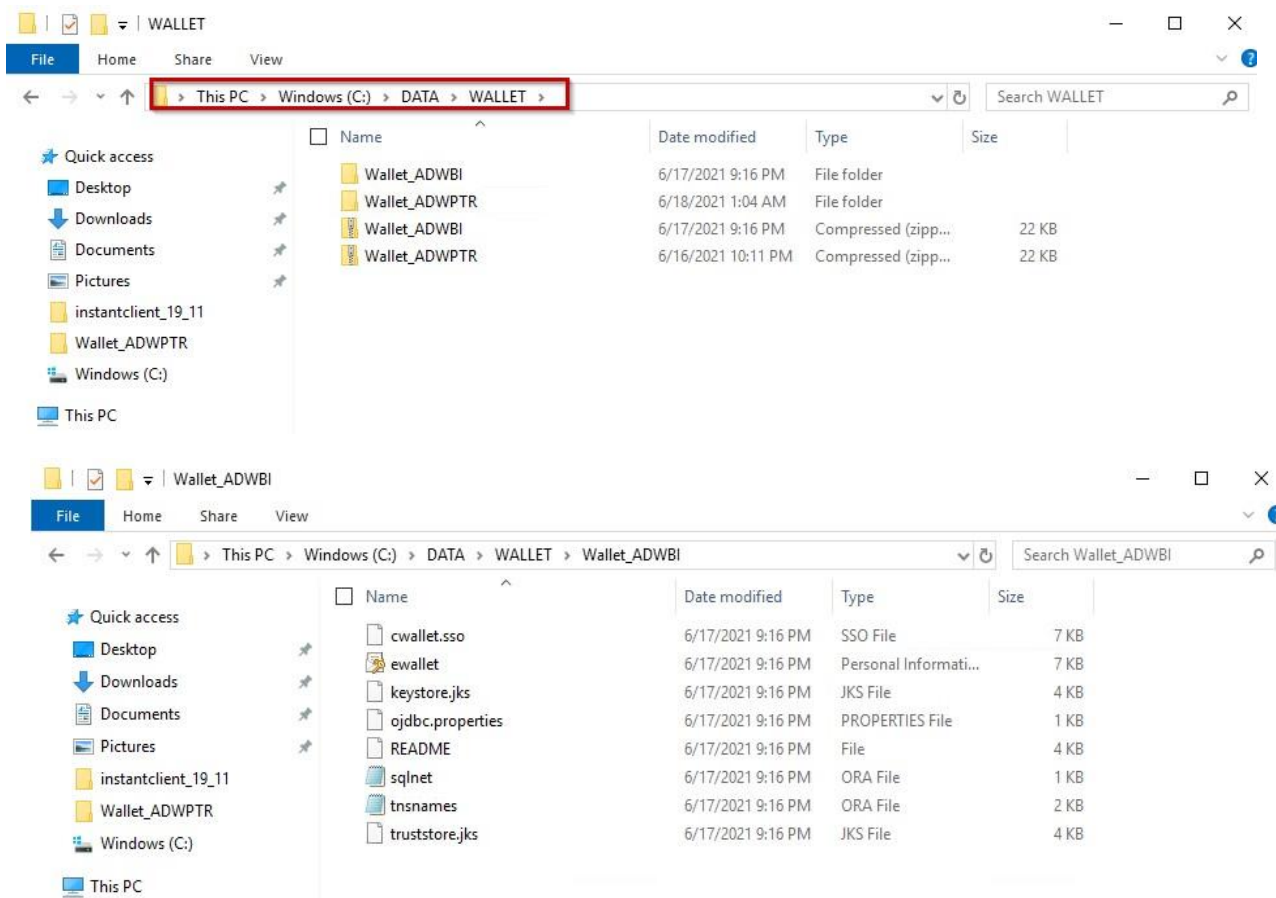 WALLET
File Home Share View
This PC > Windows (C:) > DATA > WALLET >
Search WALLET
Name Date modified Type Size
Quick access
Desktop
Downloads
Documents
Pictures
instantclient_19_11
Wallet_ADWPTR
Windows (C:)
This PC
Wallet_ADWBI 6/17/2021 9:16 PM File folder
Wallet_ADWPTR 6/18/2021 1:04 AM File folder
Wallet_ADWBI 6/17/2021 9:16 PM Compressed (zipp... 22 KB
Wallet_ADWPTR 6/16/2021 10:11 PM Compressed (zipp... 22 KB
Wallet_ADWBI
File Home Share View
This PC > Windows (C:) > DATA > WALLET > Wallet_ADWBI
Search Wallet_ADWBI
Name Date modified Type Size
Quick access
Desktop
Downloads
Documents
Pictures
instantclient_19_11
Wallet_ADWPTR
Windows (C:)
This PC
cwallet.sso 6/17/2021 9:16 PM SSO File 7 KB
ewallet 6/17/2021 9:16 PM Personal Informati... 7 KB
keystore.jks 6/17/2021 9:16 PM JKS File 4 KB
ojdbc.properties 6/17/2021 9:16 PM PROPERTIES File 1 KB
README 6/17/2021 9:16 PM File 4 KB
sqlnet 6/17/2021 9:16 PM ORA File 1 KB
tnsnames 6/17/2021 9:16 PM ORA File 2 KB
truststore.jks 6/17/2021 9:16 PM JKS File 4 KB